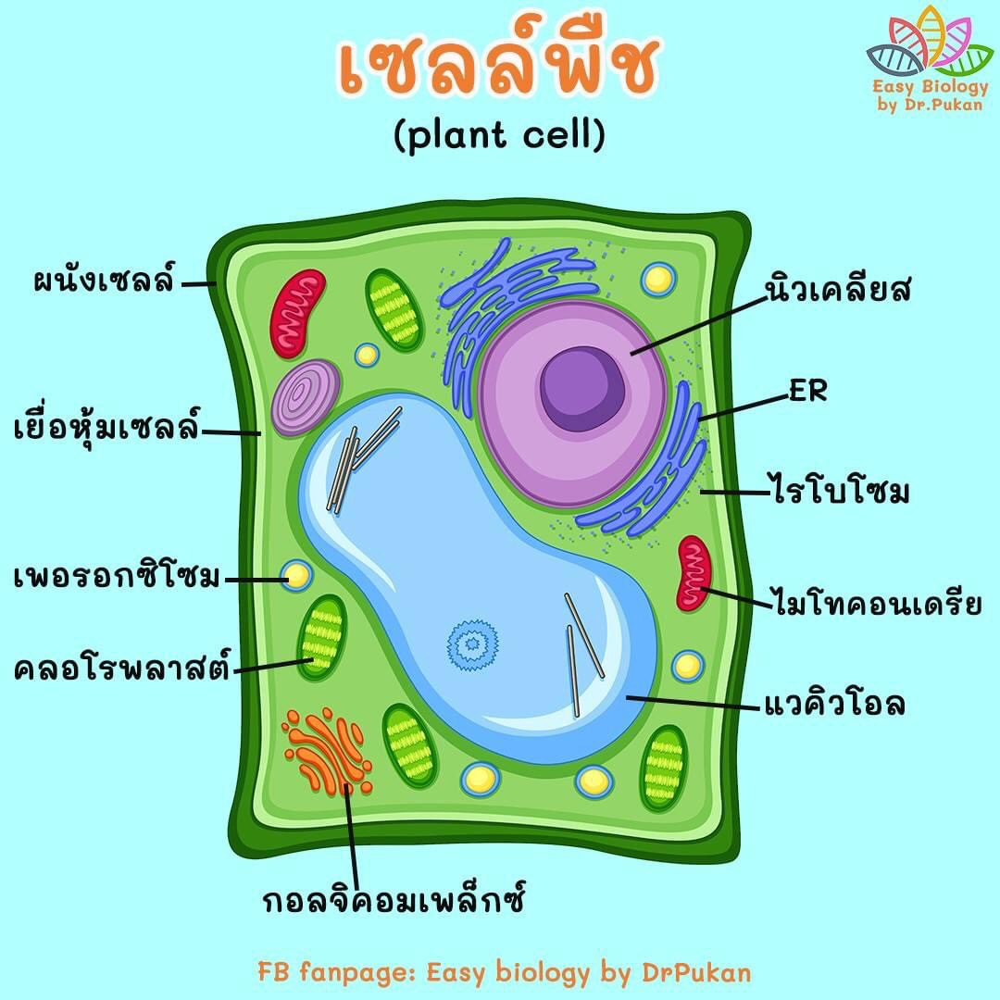 เซลล์พืช
(plant cell)
Easy Biology
by Dr.Pukan
ผนังเซลล์
นิวเคลียส
ER
เยื่อหุ้มเซลล์
ไรโบโซม
เพอรอกซิโซม
ไมโทคอนเดรีย
คลอโรพลาสต์
แวคิวโอล
กอลจิคอมเพล็กซ์
FB fanpage: Easy biology by DrPukan